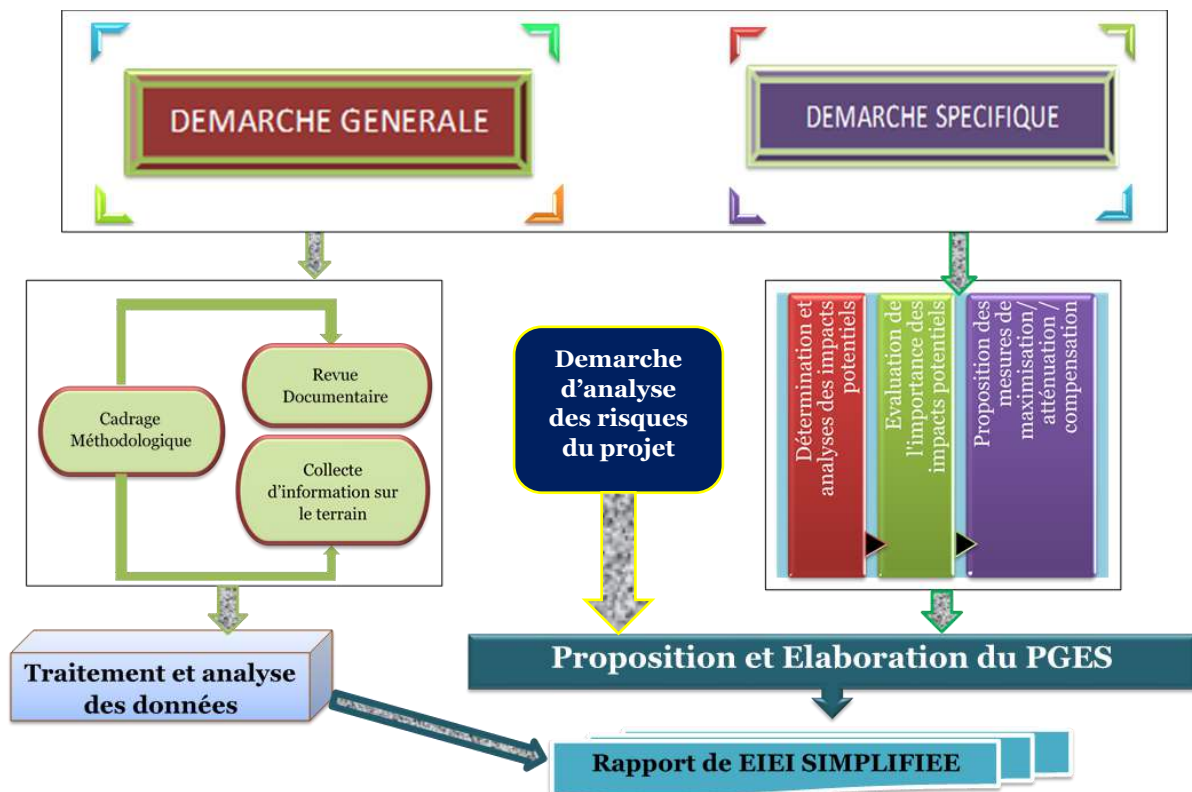 DEMARCHE GENERALE
DEMARCHE SPECIFIQUE
Cadrage
Méthodologique
Revue
Documentaire
Collecte
d'information sur
le terrain
Demarche
d'analyse
des risques
du projet
Détermination et
analyses des impacts
potentiels
Evaluation de
l'importance des
impacts potentiels
Proposition des
mesures de
maximisation/
atténuation /
compensation
Traitement et analyse
des données
Proposition et Elaboration du PGES
Rapport de EIEI SIMPLIFIEE